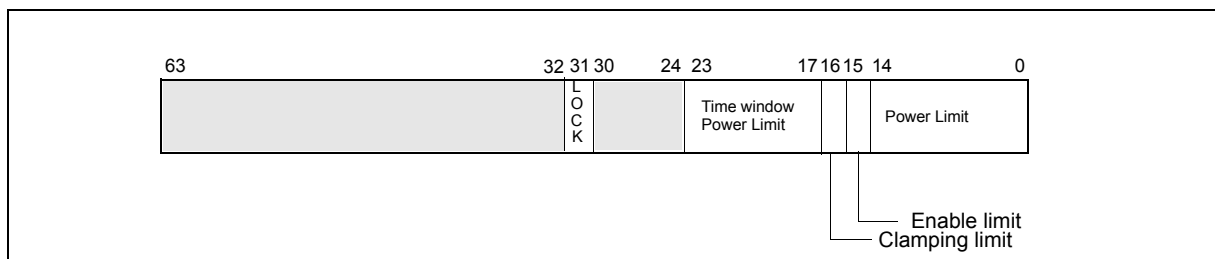 63 32 31 30 24 23 17 16 15 14 0
LOCK
Time window
Power Limit
Power Limit
Enable limit
Clamping limit